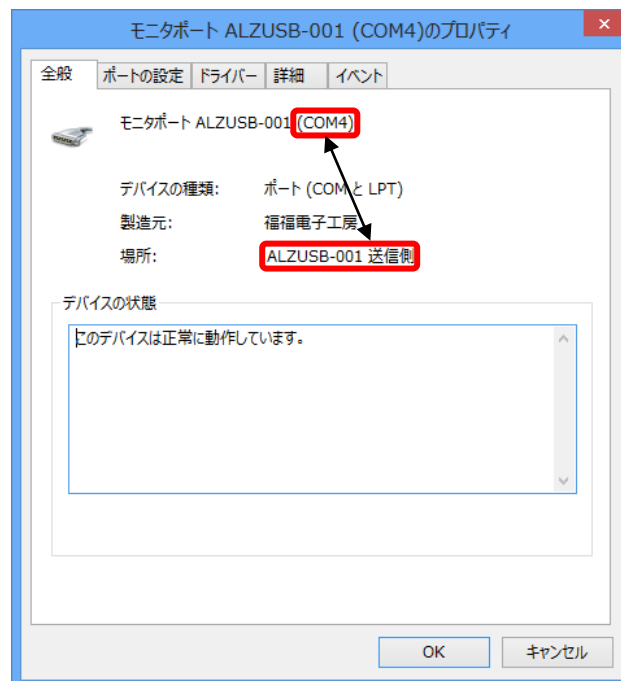 モニタポート ALZUSB-001 (COM4)のプロパティ
全般 ポートの設定 ドライバー 詳細 イベント
モニタポート ALZUSB-001 (COM4)
デバイスの種類: ポート (COM と LPT)
製造元: 福福電子工房
場所: ALZUSB-001 送信側
デバイスの状態
このデバイスは正常に動作しています。
OK キャンセル